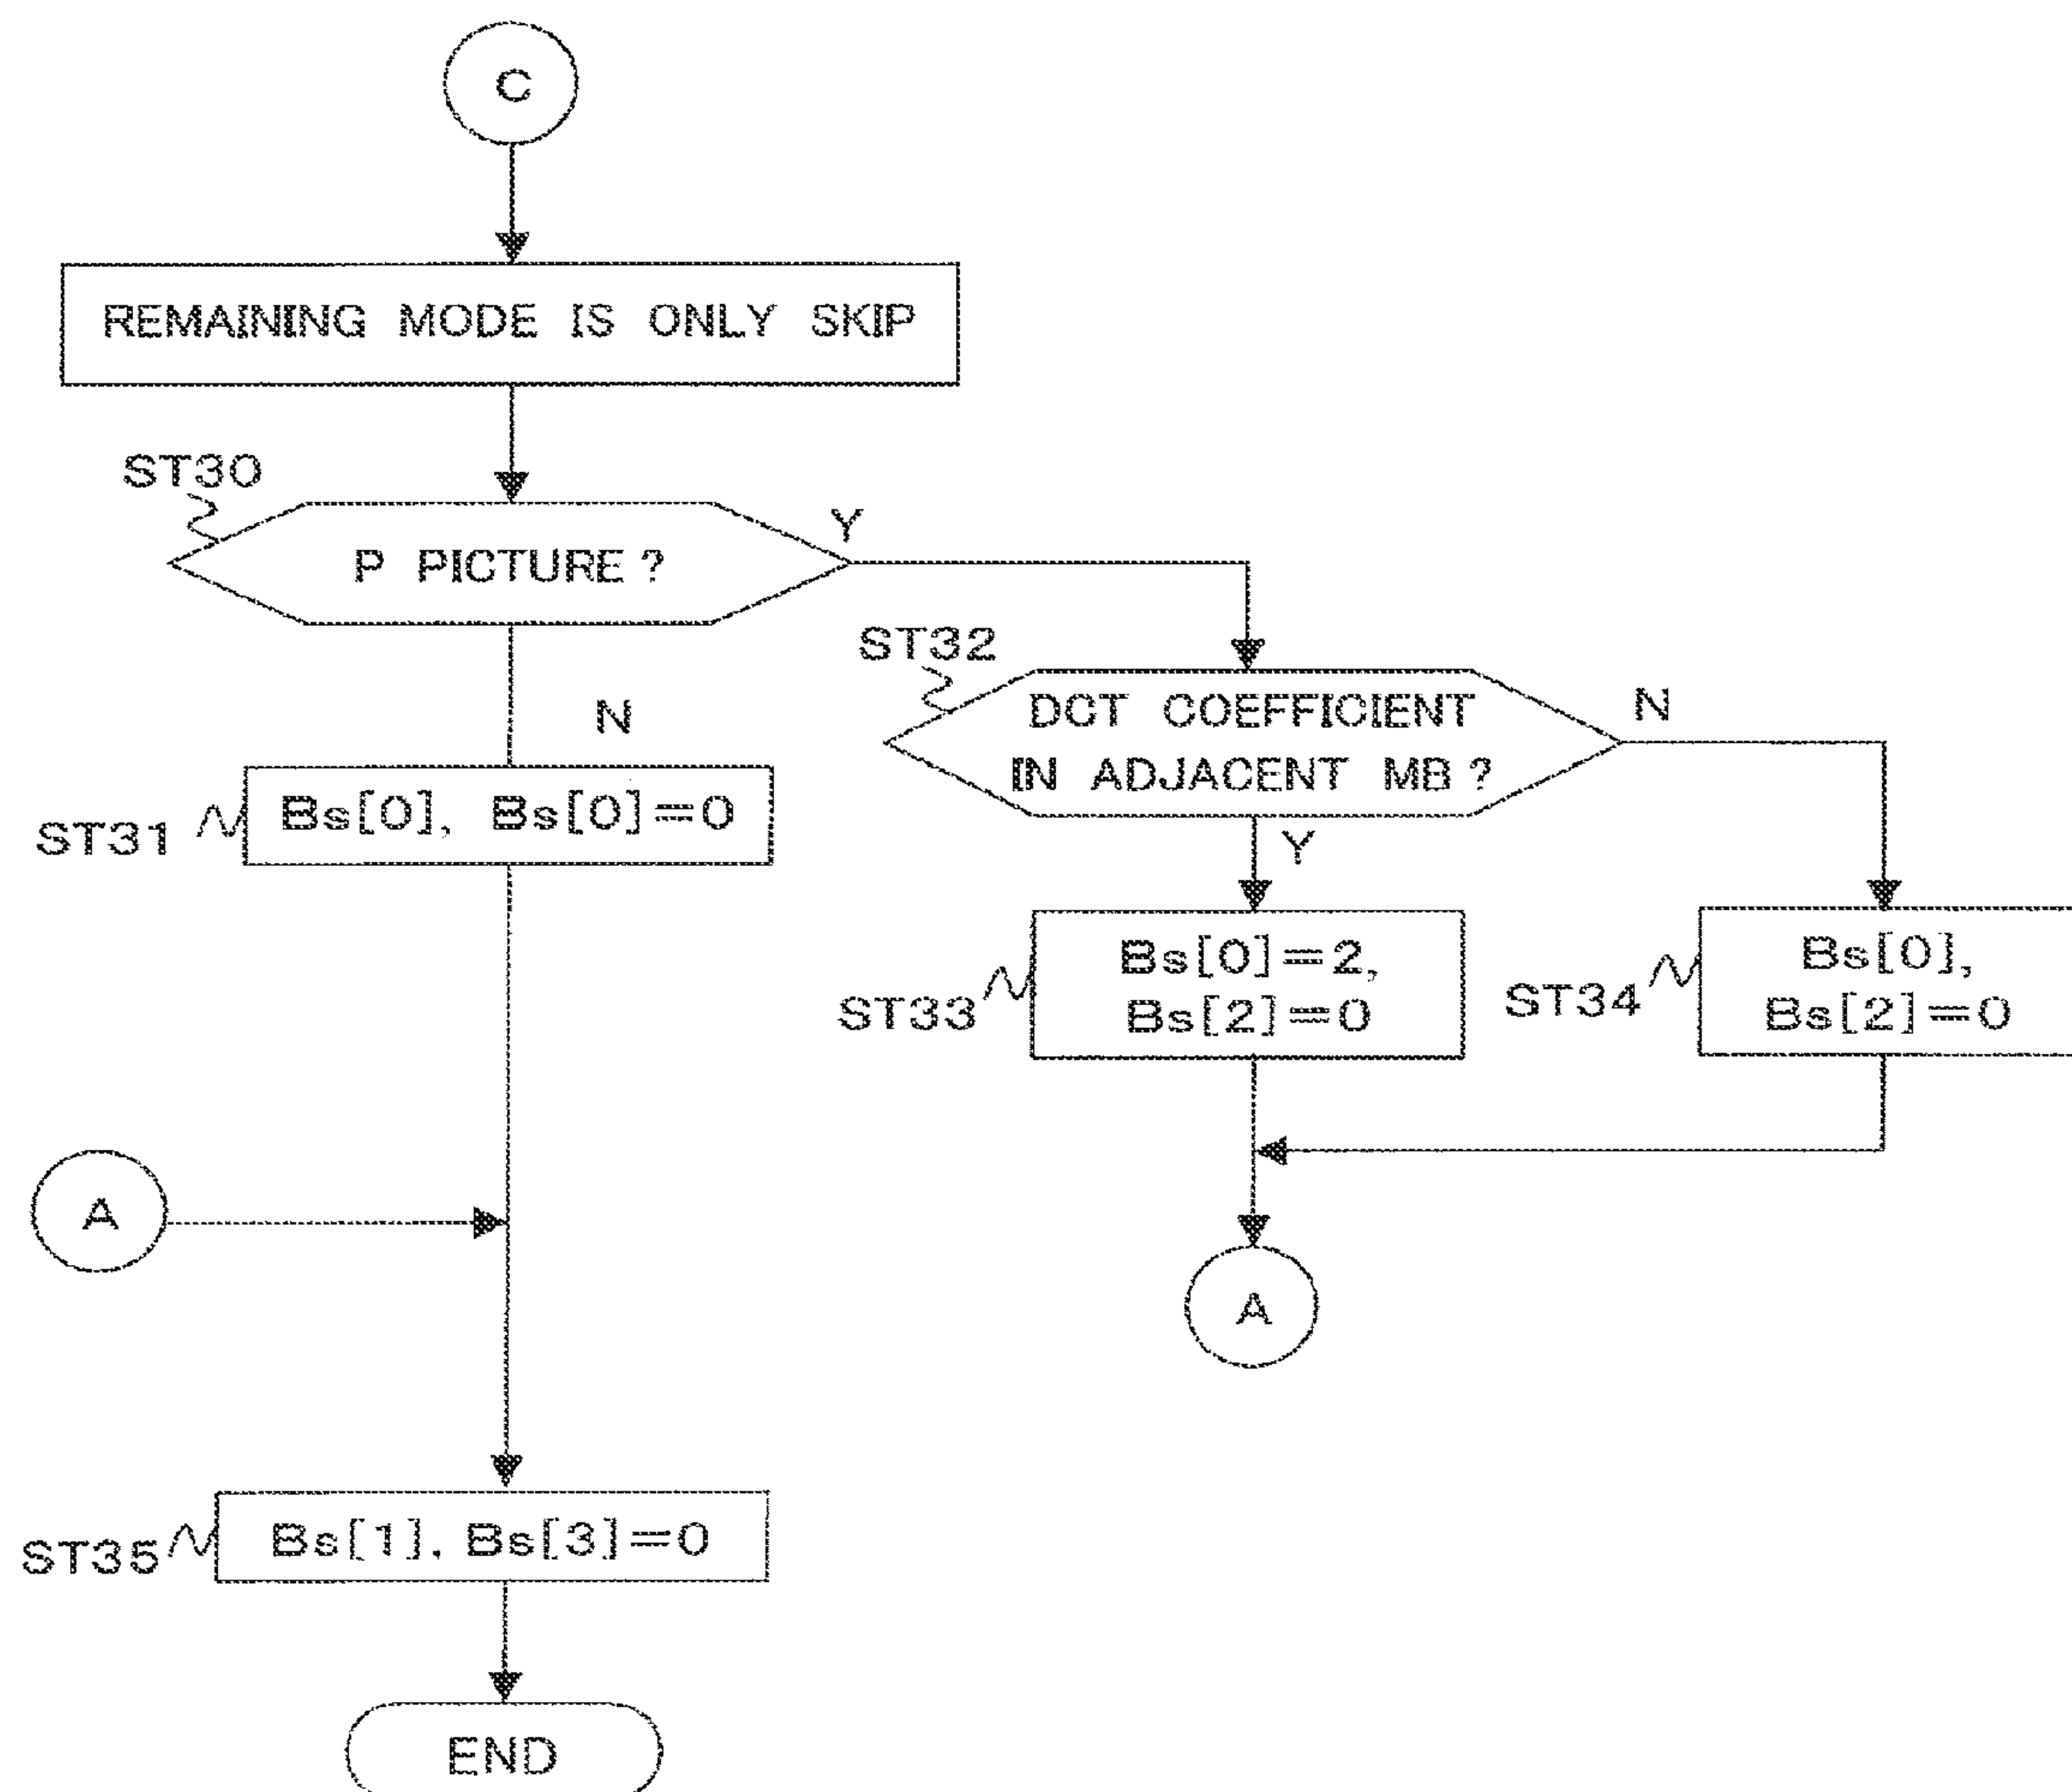 C
REMAINING MODE IS ONLY SKIP
ST30
P PICTURE ?
Y
N
ST31
Bs[0], Bs[0]=0
ST32
DCT COEFFICIENT
IN ADJACENT MB ?
N
Y
ST33
Bs[0]=2,
Bs[2]=0
ST34
Bs[0],
Bs[2]=0
A
A
ST35
Bs[1], Bs[3]=0
END